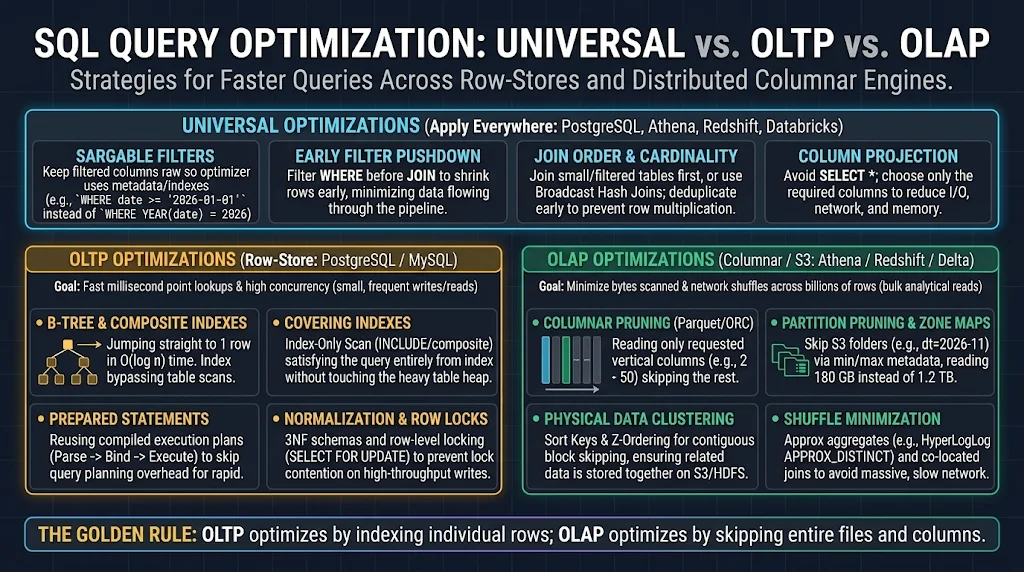 SQL QUERY OPTIMIZATION: UNIVERSAL vs. OLTP vs. OLAP
Strategies for Faster Queries Across Row-Stores and Distributed Columnar Engines.
UNIVERSAL OPTIMIZATIONS (Apply Everywhere: PostgreSQL, Athena, Redshift, Databricks)
SARGABLE FILTERS
Keep filtered columns raw so optimizer
uses metadata/indexes
(e.g., `WHERE date >= '2026-01-01'`
instead of `WHERE YEAR(date) = 2026)
EARLY FILTER PUSHDOWN
Filter WHERE before JOIN to shrink
rows early, minimizing data flowing
through the pipeline.
JOIN ORDER & CARDINALITY
Join small/filtered tables first, or use
Broadcast Hash Joins; deduplicate
early to prevent row multiplication.
COLUMN PROJECTION
Avoid SELECT *; choose only the
required columns to reduce I/O,
network, and memory.
OLTP OPTIMIZATIONS (Row-Store: PostgreSQL / MySQL)
Goal: Fast millisecond point lookups & high concurrency (small, frequent writes/reads)
• B-TREE & COMPOSITE INDEXES
Jumping straight to 1 row
in O(log n) time. Index
bypassing table scans.
• COVERING INDEXES
Index-Only Scan (INCLUDE/composite)
satisfying the query entirely from index
without touching the heavy table heap.
• PREPARED STATEMENTS
Reusing compiled execution plans
(Parse -> Bind -> Execute) to skip
query planning overhead for rapid.
• NORMALIZATION & ROW LOCKS
3NF schemas and row-level locking
(SELECT FOR UPDATE) to prevent lock
contention on high-throughput writes.
OLAP OPTIMIZATIONS (Columnar / S3: Athena / Redshift / Delta)
Goal: Minimize bytes scanned & network shuffles across billions of rows (bulk analytical reads)
• COLUMNAR PRUNING (Parquet/ORC)
Reading only requested
vertical columns (e.g., 2
- 50) skipping the rest.
• PARTITION PRUNING & ZONE MAPS
Skip S3 folders (e.g., dt=2026-11)
via min/max metadata, reading
180 GB instead of 1.2 TB.
• PHYSICAL DATA CLUSTERING
Sort Keys & Z-Ordering for contiguous
block skipping, ensuring related
data is stored together on S3/HDFS.
• SHUFFLE MINIMIZATION
Approx aggregates (e.g., HyperLogLog
APPROX_DISTINCT) and co-located
joins to avoid massive, slow network.
THE GOLDEN RULE: OLTP optimizes by indexing individual rows; OLAP optimizes by skipping entire files and columns.